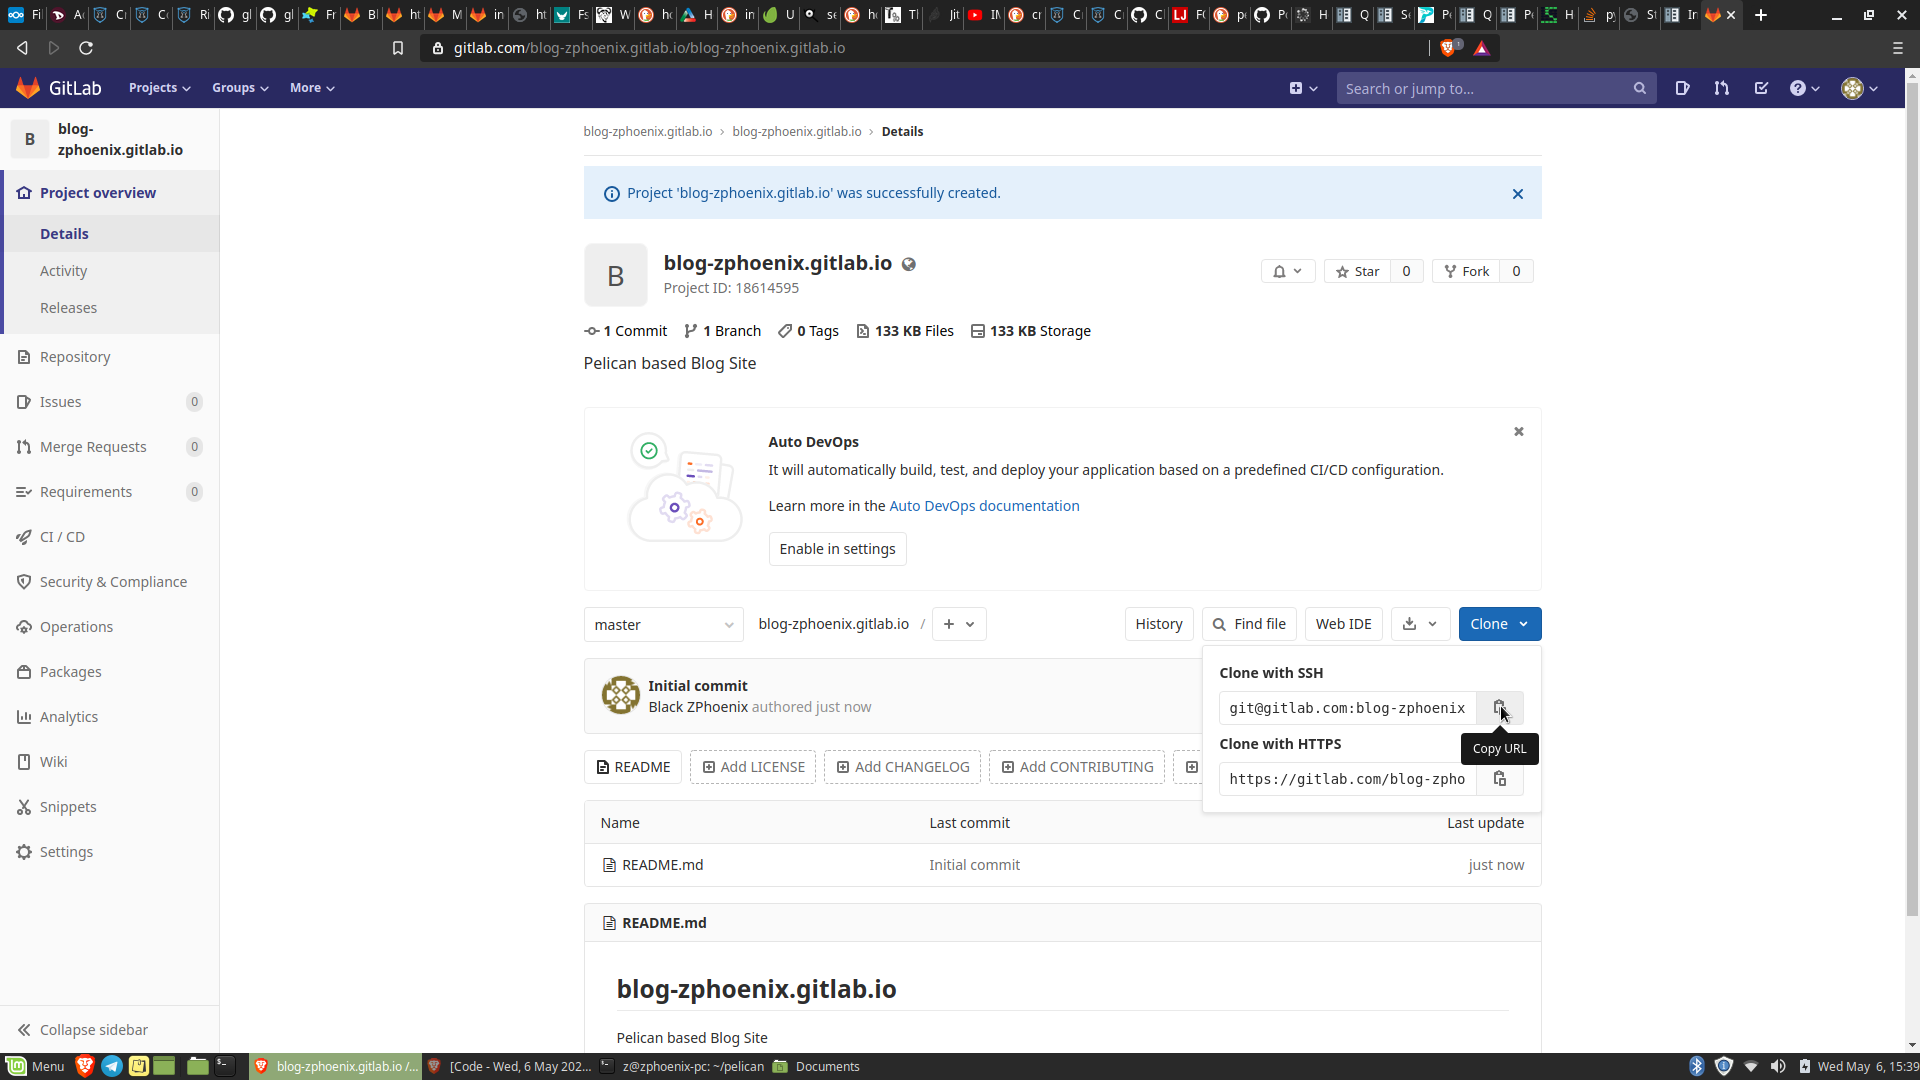 gitlab.com/blog-zphoenix.gitlab.io/blog-zphoenix.gitlab.io
1
GitLab
Projects
Groups
More
Search or jump to...
B
blog-
zphoenix.gitlab.io
Project overview
Details
Activity
Releases
Repository
Issues 0
Merge Requests 0
Requirements 0
CI / CD
Security & Compliance
Operations
Packages
Analytics
Wiki
Snippets
Settings
Collapse sidebar
blog-zphoenix.gitlab.io › blog-zphoenix.gitlab.io › Details
Project 'blog-zphoenix.gitlab.io' was successfully created.
B
blog-zphoenix.gitlab.io
Project ID: 18614595
Star 0
Fork 0
1 Commit 1 Branch 0 Tags 133 KB Files 133 KB Storage
Pelican based Blog Site
Auto DevOps
It will automatically build, test, and deploy your application based on a predefined CI/CD configuration.
Learn more in the Auto DevOps documentation
Enable in settings
master
blog-zphoenix.gitlab.io /
+
History
Find file
Web IDE
Clone
Clone with SSH
git@gitlab.com:blog-zphoenix
Copy URL
Clone with HTTPS
https://gitlab.com/blog-zpho
Initial commit
Black ZPhoenix authored just now
README
Add LICENSE
Add CHANGELOG
Add CONTRIBUTING
Name Last commit Last update
README.md Initial commit just now
README.md
blog-zphoenix.gitlab.io
Pelican based Blog Site
Menu
blog-zphoenix.gitlab.io /...
[Code - Wed, 6 May 202...
z@zphoenix-pc: ~/pelican
Documents
Wed May 6, 15:39